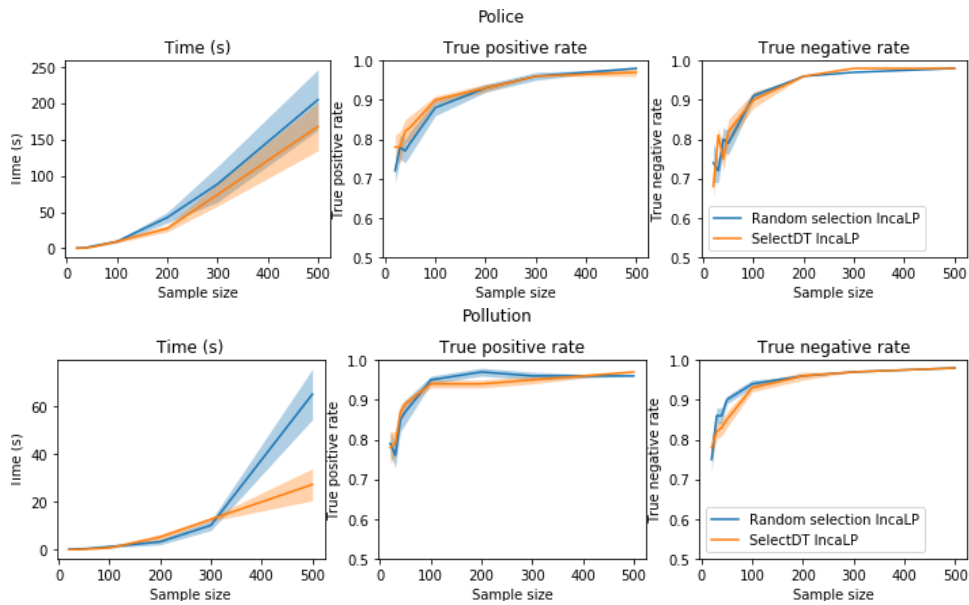 Police
Time (s)
True positive rate
True negative rate
250
200
150
100
50
0
Time (s)
0 100 200 300 400 500
Sample size
1.0
0.9
0.8
0.7
0.6
0.5
True positive rate
0 100 200 300 400 500
Sample size
1.0
0.9
0.8
0.7
0.6
0.5
True negative rate
Random selection IncaLP
SelectDT IncaLP
0 100 200 300 400 500
Sample size
Pollution
Time (s)
True positive rate
True negative rate
60
40
20
0
Time (s)
0 100 200 300 400 500
Sample size
1.0
0.9
0.8
0.7
0.6
0.5
True positive rate
0 100 200 300 400 500
Sample size
1.0
0.9
0.8
0.7
0.6
0.5
True negative rate
Random selection IncaLP
SelectDT IncaLP
0 100 200 300 400 500
Sample size